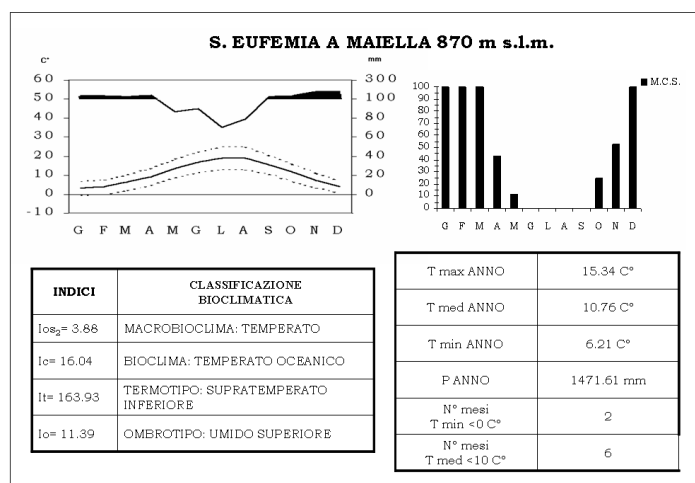 S. EUFEMIA A MAIELLA 870 m s.l.m.
C° mm
60 300
50 100
40 80
30 60
20 40
10 20
0 0
-10
G F M A M G L A S O N D
100
90
80
70
60
50
40
30
20
10
0
G F M A M G L A S O N D
M.C.S.
INDICI CLASSIFICAZIONE
BIOCLIMATICA
Ios2= 3.88 MACROBIOCLIMA: TEMPERATO
Ic= 16.04 BIOCLIMA: TEMPERATO OCEANICO
It= 163.93 TERMOTIPO: SUPRATEMPERATO
INFERIORE
Io= 11.39 OMBROTIPO: UMIDO SUPERIORE
T max ANNO 15.34 C°
T med ANNO 10.76 C°
T min ANNO 6.21 C°
P ANNO 1471.61 mm
N° mesi
T min <0 C° 2
N° mesi
T med <10 C° 6